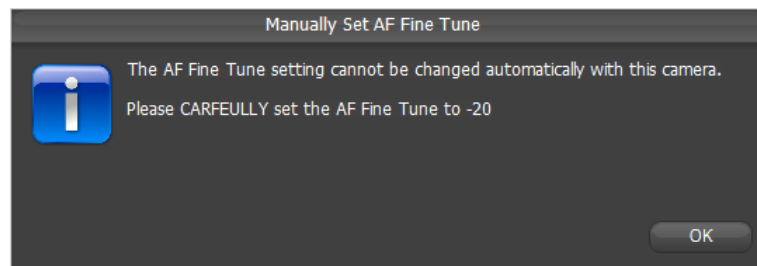 Manually Set AF Fine Tune
The AF Fine Tune setting cannot be changed automatically with this camera.
Please CARFEULLY set the AF Fine Tune to -20
OK